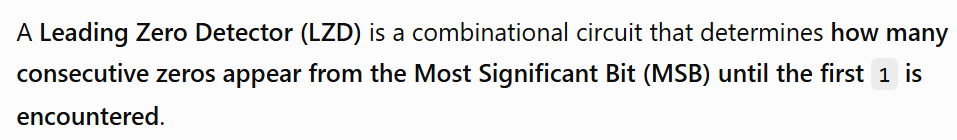 A Leading Zero Detector (LZD) is a combinational circuit that determines how many
consecutive zeros appear from the Most Significant Bit (MSB) until the first 1 is
encountered.